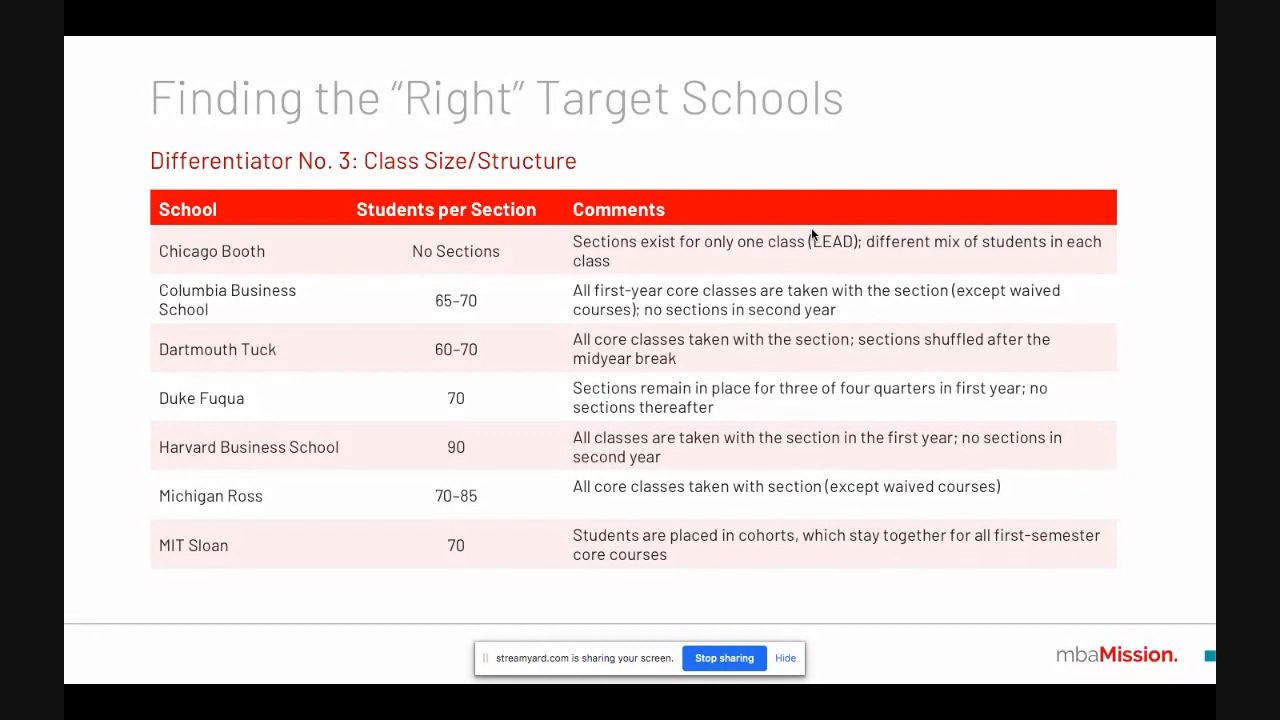 Finding the “Right” Target Schools
Differentiator No. 3: Class Size/Structure
School Students per Section Comments
Chicago Booth No Sections Sections exist for only one class (LEAD); different mix of students in each
class
Columbia Business
School 65–70 All first-year core classes are taken with the section (except waived
courses); no sections in second year
Dartmouth Tuck 60–70 All core classes taken with the section; sections shuffled after the
midyear break
Duke Fuqua 70 Sections remain in place for three of four quarters in first year; no
sections thereafter
Harvard Business School 90 All classes are taken with the section in the first year; no sections in
second year
Michigan Ross 70–85 All core classes taken with section (except waived courses)
MIT Sloan 70 Students are placed in cohorts, which stay together for all first-semester
core courses
streamyard.com is sharing your screen. Stop sharing Hide
mbaMission.